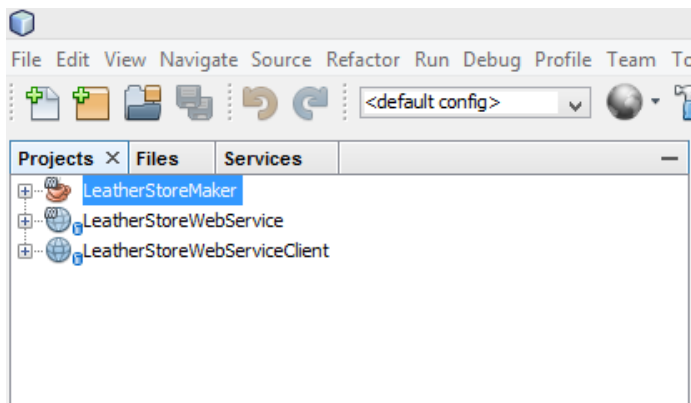 File Edit View Navigate Source Refactor Run Debug Profile Team
<default config>
Projects Files Services
LeatherStoreMaker
LeatherStoreWebService
LeatherStoreWebServiceClient